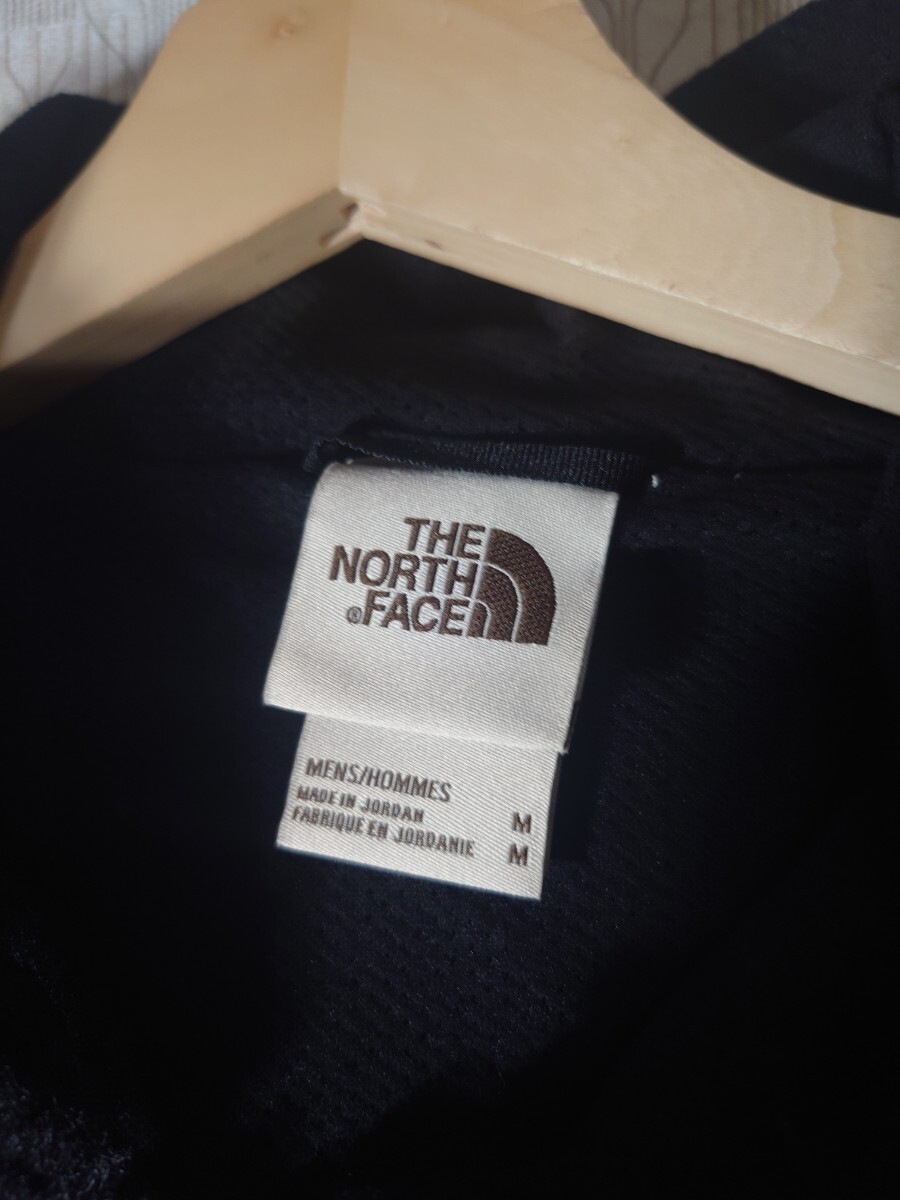 THE
NORTH
®FACE
MENS/HOMMES
MADE IN JORDAN M
FABRIQUE EN JORDANIE M